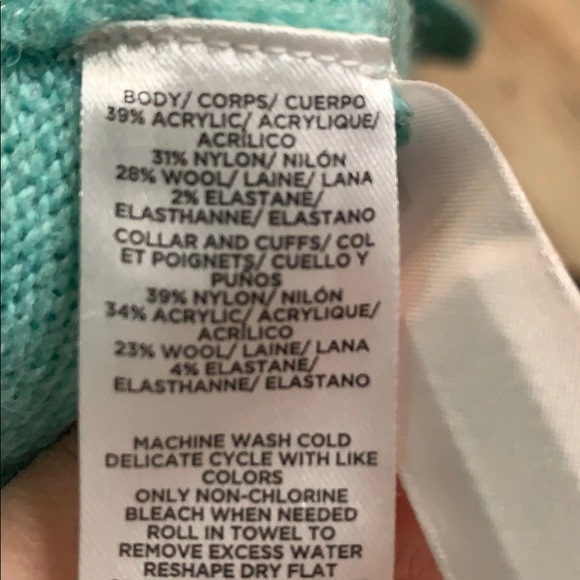 BODY/ CORPS/ CUERPO
39% ACRYLIC/ ACRYLIQUE/
ACRÍLICO
31% NYLON/ NILÓN
28% WOOL/ LAINE/ LANA
2% ELASTANE/
ELASTHANNE/ ELASTANO
COLLAR AND CUFFS/ COL
ET POIGNETS/ CUELLO Y
PUÑOS
39% NYLON/ NILÓN
34% ACRYLIC/ ACRYLIQUE/
ACRÍLICO
23% WOOL/ LAINE/ LANA
4% ELASTANE/
ELASTHANNE/ ELASTANO
MACHINE WASH COLD
DELICATE CYCLE WITH LIKE
COLORS
ONLY NON-CHLORINE
BLEACH WHEN NEEDED
ROLL IN TOWEL TO
REMOVE EXCESS WATER
RESHAPE DRY FLAT